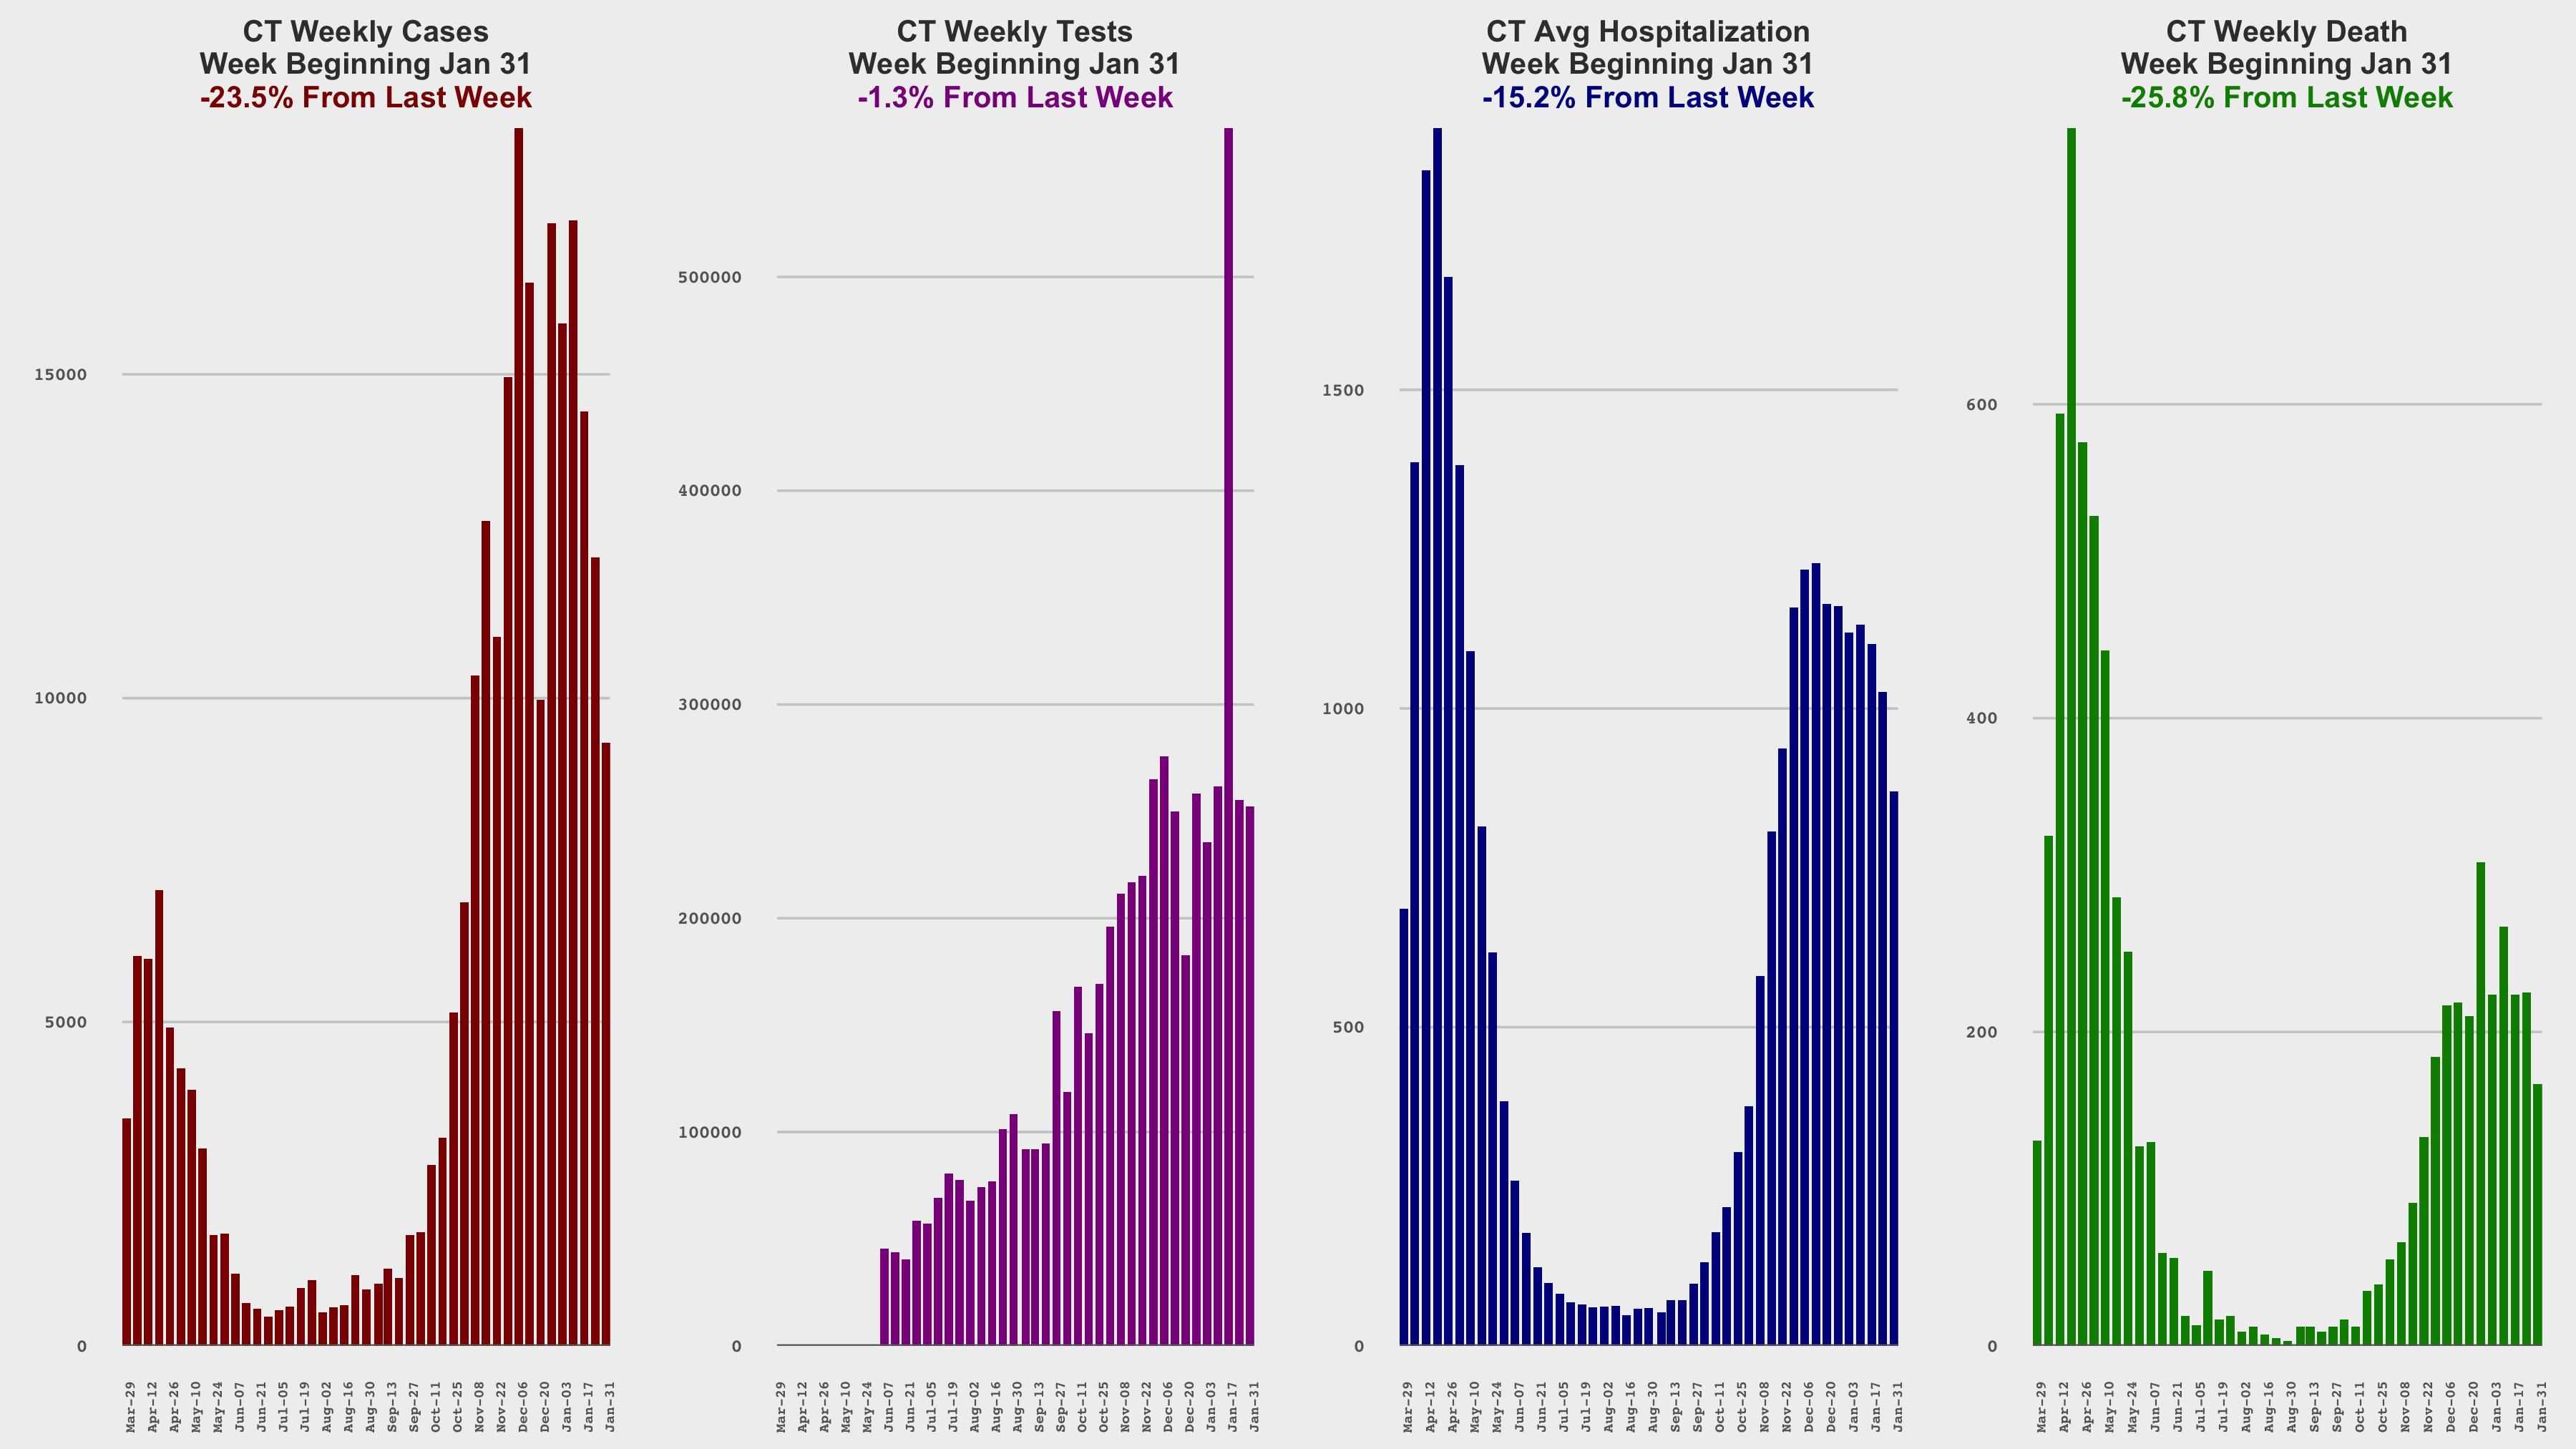 CT Weekly Cases
Week Beginning Jan 31
-23.5% From Last Week
15000
10000
5000
0
Mar-29
Apr-12
Apr-26
May-10
May-24
Jun-07
Jun-21
Jul-05
Jul-19
Aug-02
Aug-16
Aug-30
Sep-13
Sep-27
Oct-11
Oct-25
Nov-08
Nov-22
Dec-06
Dec-20
Jan-03
Jan-17
Jan-31
CT Weekly Tests
Week Beginning Jan 31
-1.3% From Last Week
500000
400000
300000
200000
100000
0
Mar-29
Apr-12
Apr-26
May-10
May-24
Jun-07
Jun-21
Jul-05
Jul-19
Aug-02
Aug-16
Aug-30
Sep-13
Sep-27
Oct-11
Oct-25
Nov-08
Nov-22
Dec-06
Dec-20
Jan-03
Jan-17
Jan-31
CT Avg Hospitalization
Week Beginning Jan 31
-15.2% From Last Week
1500
1000
500
0
Mar-29
Apr-12
Apr-26
May-10
May-24
Jun-07
Jun-21
Jul-05
Jul-19
Aug-02
Aug-16
Aug-30
Sep-13
Sep-27
Oct-11
Oct-25
Nov-08
Nov-22
Dec-06
Dec-20
Jan-03
Jan-17
Jan-31
CT Weekly Death
Week Beginning Jan 31
-25.8% From Last Week
600
400
200
0
Mar-29
Apr-12
Apr-26
May-10
May-24
Jun-07
Jun-21
Jul-05
Jul-19
Aug-02
Aug-16
Aug-30
Sep-13
Sep-27
Oct-11
Oct-25
Nov-08
Nov-22
Dec-06
Dec-20
Jan-03
Jan-17
Jan-31